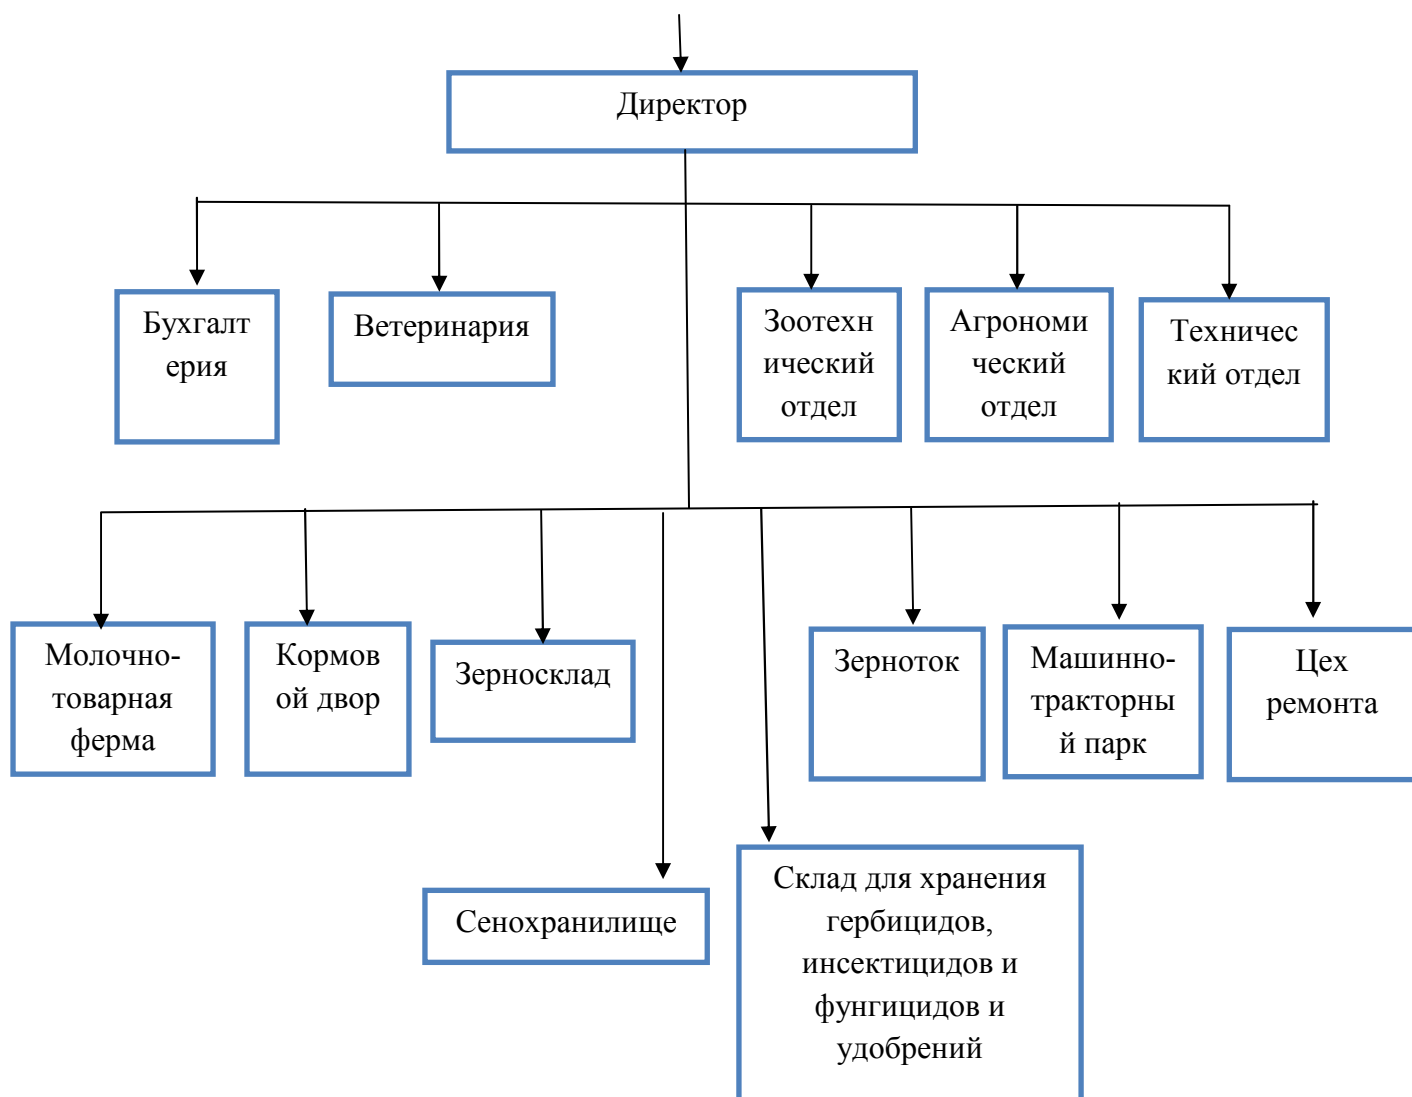 Директор
Бухгалт
ерия
Ветеринария
Зоотехн
ический
отдел
Агрономи
ческий
отдел
Техничес
кий отдел
Молочно-
товарная
ферма
Кормов
ой двор
Зерносклад
Зерноток
Машинно-
тракторны
й парк
Цех
ремонта
Сенохранилище
Склад для хранения
гербицидов,
инсектицидов и
фунгицидов и
удобрений